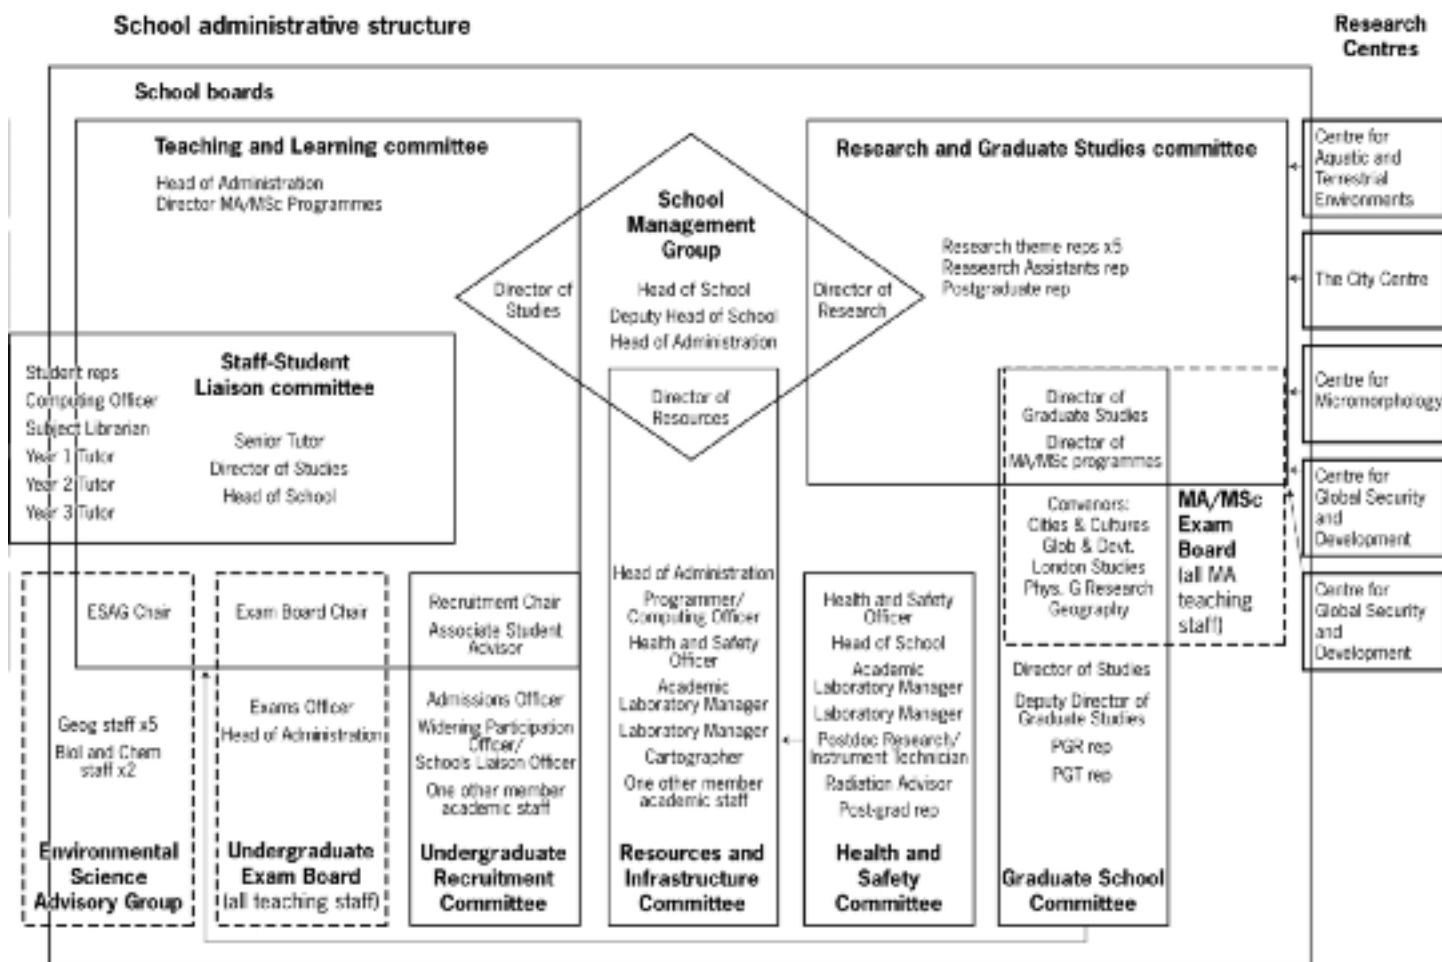 School administrative structure
Research
Centres
School boards
Teaching and Learning committee
Head of Administration
Director MA/MSc Programmes
School
Management
Group
Head of School
Deputy Head of School
Head of Administration
Director of
Studies
Director of
Research
Director of
Resources
Research and Graduate Studies committee
Research theme reps x5
Reasearch Assistants rep
Postgraduate rep
Centre for
Aquatic and
Terrestrial
Environments
The City Centre
Centre for
Micromorphology
Centre for
Global Security
and
Development
Centre for
Global Security
and
Development
Staff-Student
Liaison committee
Student reps
Computing Officer
Subject Librarian
Year 1 Tutor
Year 2 Tutor
Year 3 Tutor
Senior Tutor
Director of Studies
Head of School
Director of
Graduate Studies
Director of
MA/MSc programmes
Convenors:
Cities & Cultures
Glob & Devt.
London Studies
Phys. G Research
Geography
MA/MSc
Exam
Board
(all MA
teaching
staff)
ESAG Chair
Geog staff x5
Biol and Chem
staff x2
Environmental
Science
Advisory Group
Exam Board Chair
Exams Officer
Head of Administration
Undergraduate
Exam Board
(all teaching staff)
Recruitment Chair
Associate Student
Advisor
Admissions Officer
Widening Participation
Officer/
Schools Liaison Officer
One other member
academic staff
Undergraduate
Recruitment
Committee
Head of Administration
Programmer/
Computing Officer
Health and Safety
Officer
Academic
Laboratory Manager
Laboratory Manager
Cartographer
One other member
academic staff
Resources and
Infrastructure
Committee
Health and Safety
Officer
Head of School
Academic
Laboratory Manager
Laboratory Manager
Postdoc Research/
Instrument Technician
Radiation Advisor
Post-grad rep
Health and
Safety
Committee
Director of Studies
Deputy Director of
Graduate Studies
PGR rep
PGT rep
Graduate School
Committee